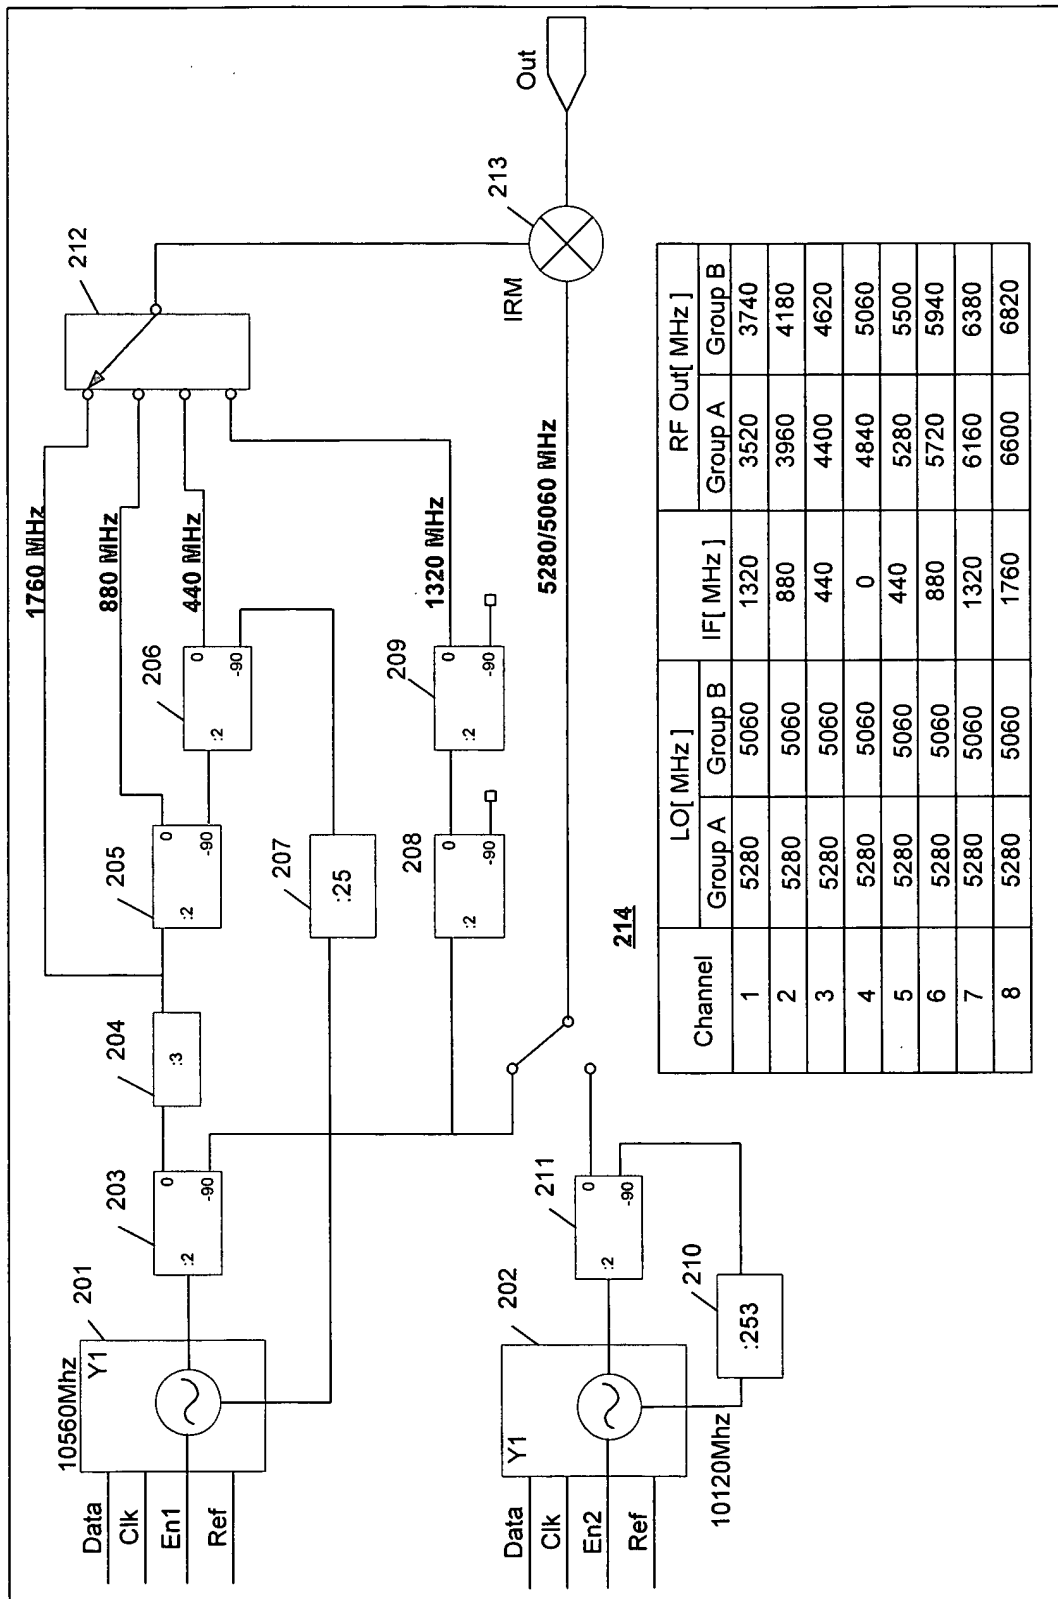 10560Mhz
Y1
201
Data
Clk
En1
Ref
203
:2
0
-90
204
:3
205
:2
0
-90
206
:2
0
-90
207
:25
208
:2
0
-90
209
:2
0
-90
1760 MHz
880 MHz
440 MHz
1320 MHz
5280/5060 MHz
212
213
IRM
Out
202
Y1
Data
Clk
En2
Ref
10120Mhz
211
:2
0
-90
210
:253
214
Channel LO[ MHz ] IF[ MHz ] RF Out[ MHz ]
Group A Group B Group A Group B
1 5280 5060 1320 3520 3740
2 5280 5060 880 3960 4180
3 5280 5060 440 4400 4620
4 5280 5060 0 4840 5060
5 5280 5060 440 5280 5500
6 5280 5060 880 5720 5940
7 5280 5060 1320 6160 6380
8 5280 5060 1760 6600 6820